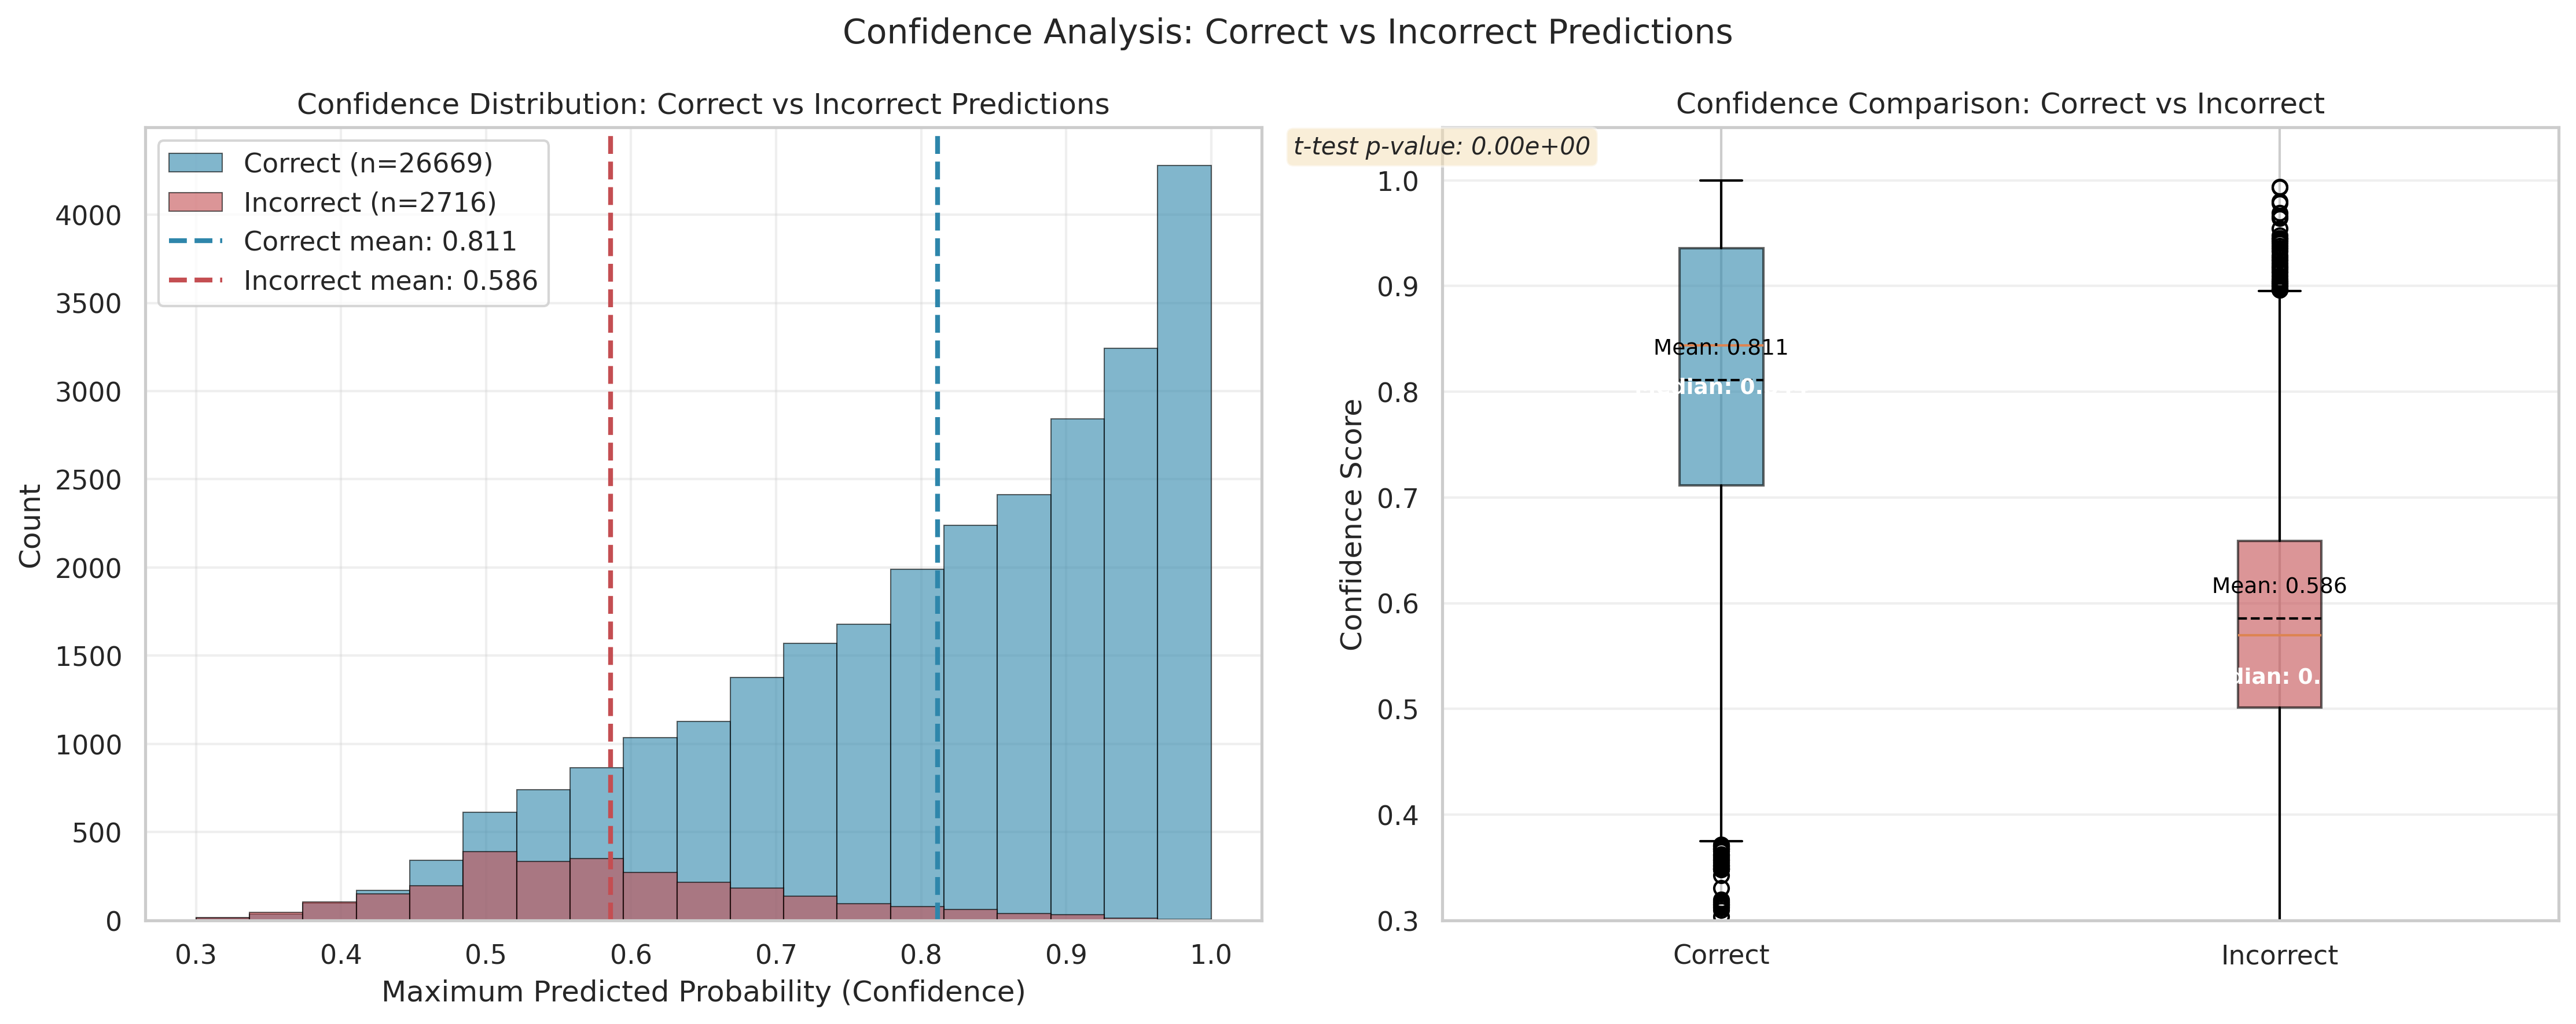 Confidence Analysis: Correct vs Incorrect Predictions
Confidence Distribution: Correct vs Incorrect Predictions
Correct (n=26669)
Incorrect (n=2716)
Correct mean: 0.811
Incorrect mean: 0.586
4000
3500
3000
2500
2000
1500
1000
500
0
Count
0.3 0.4 0.5 0.6 0.7 0.8 0.9 1.0
Maximum Predicted Probability (Confidence)
Confidence Comparison: Correct vs Incorrect
t-test p-value: 0.00e+00
1.0
0.9
0.8
0.7
0.6
0.5
0.4
0.3
Confidence Score
Mean: 0.811
Mean: 0.586
Correct Incorrect